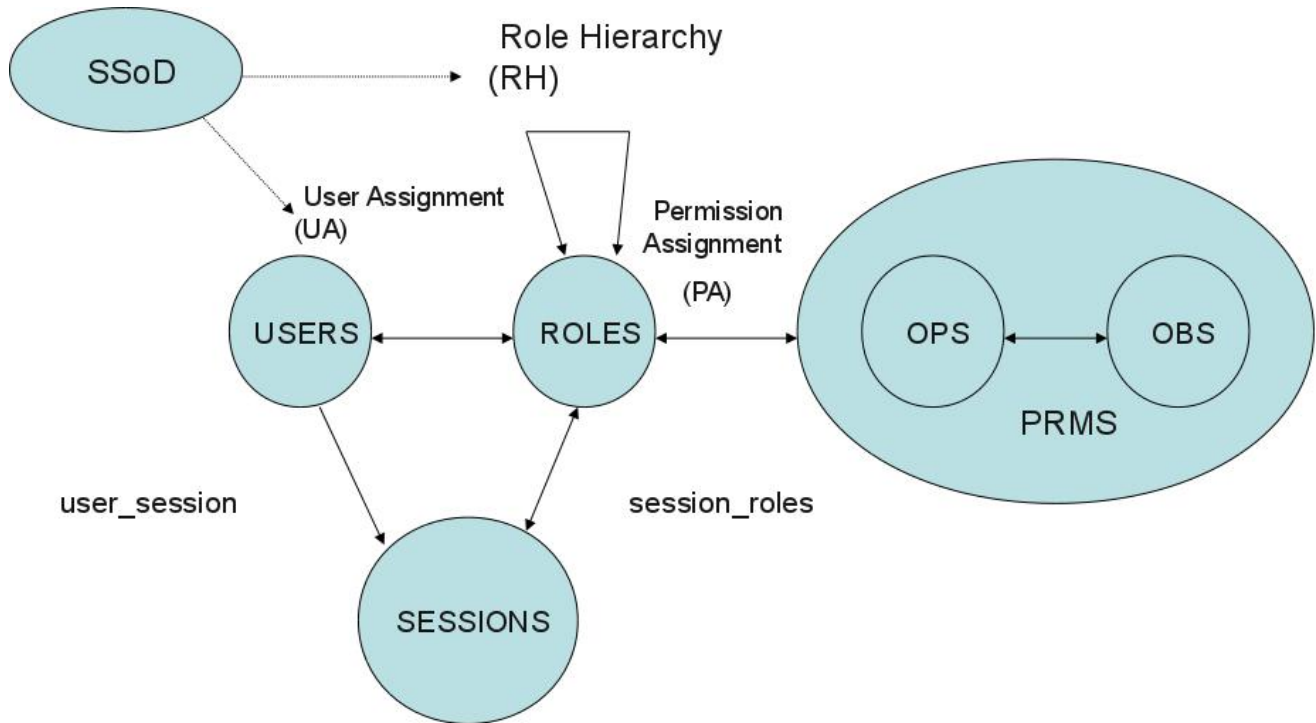 SSoD
Role Hierarchy
(RH)
User Assignment
(UA)
Permission
Assignment
(PA)
USERS
ROLES
OPS
OBS
PRMS
user_session
session_roles
SESSIONS